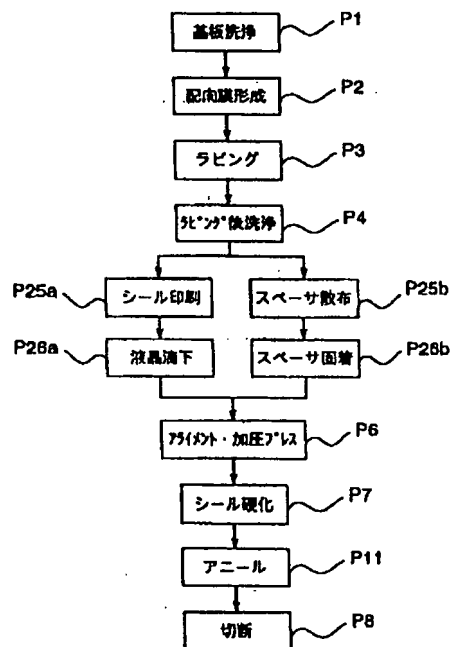 基板洗浄 P1
配向膜形成 P2
ラビング P3
ラビング後洗浄 P4
P25a シール印刷 スペーサ散布 P25b
P26a 液晶滴下 スペーサ固着 P26b
アライメント・加圧プレス P6
シール硬化 P7
アニール P11
切断 P8